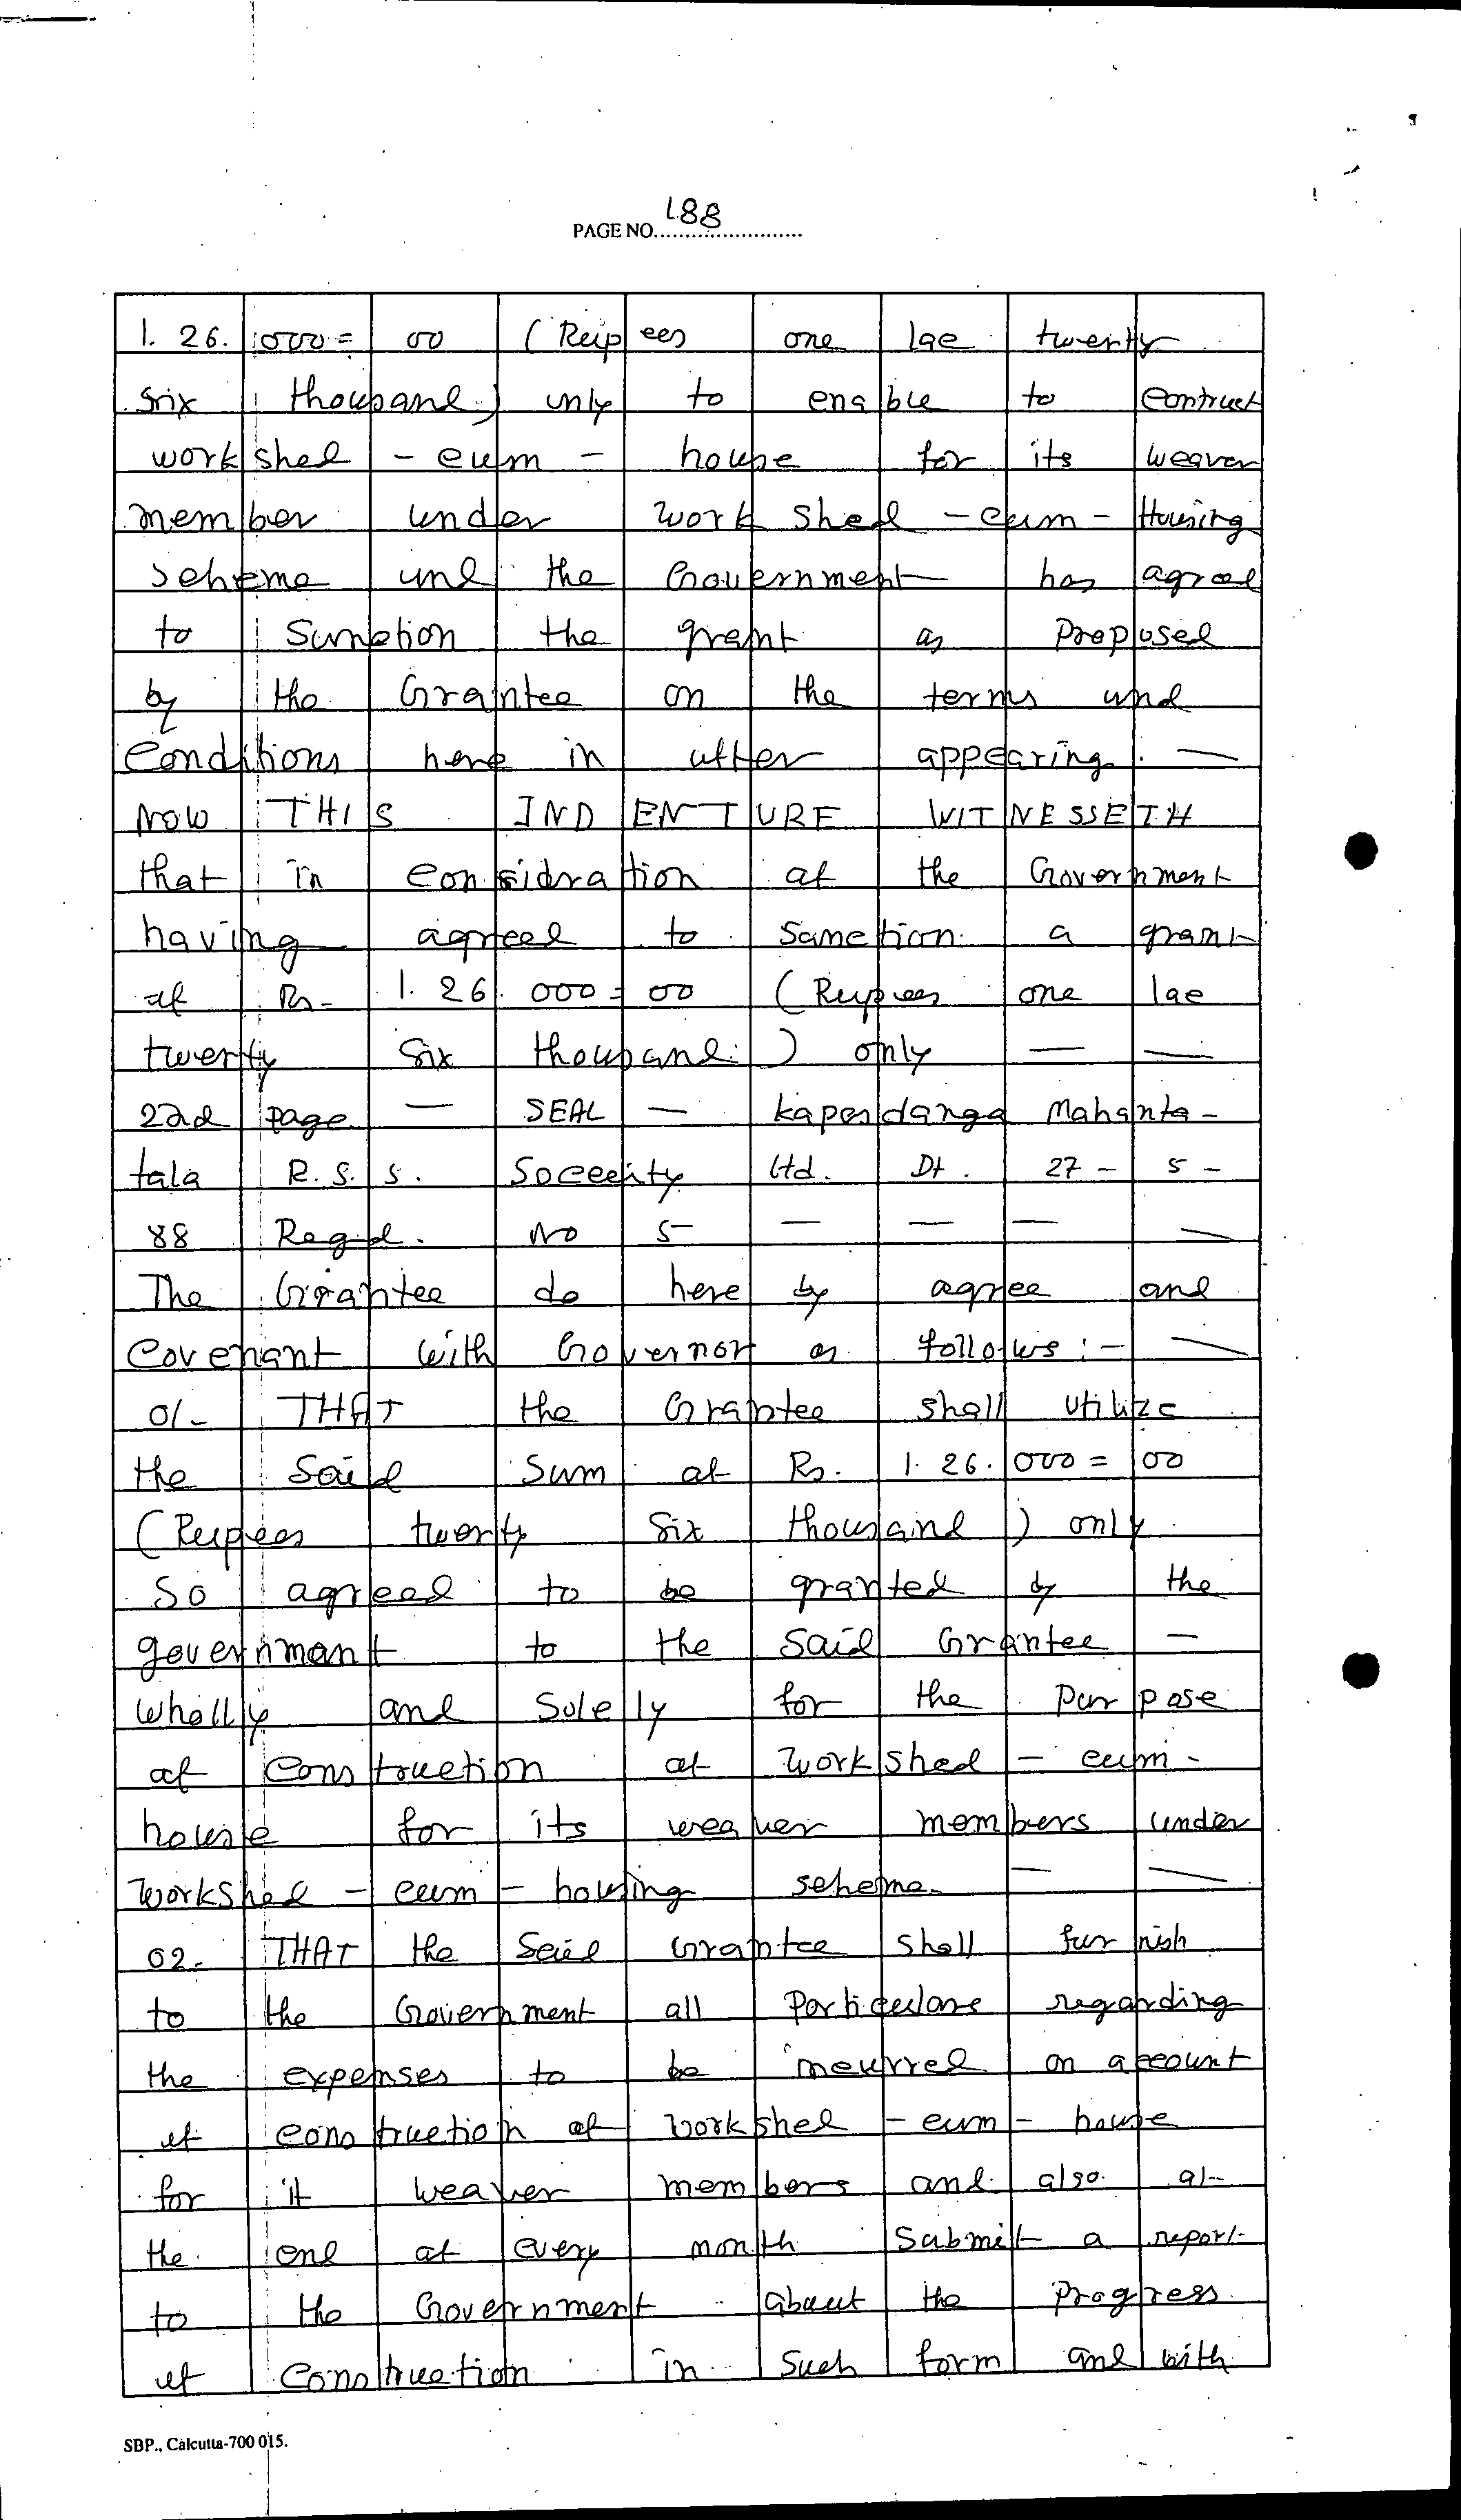 PAGE NO. 188
1. 26. 000 = 00 (Rupees one lac twenty
six thousand) only to enable to contruct
workshed - cum - house for its weaver
member under work shed - cum - Housing
scheme and the Government has agreed
to Sanction the grant as proposed
by the Grantee on the terms and
Conditions here in after appearing. —
NOW THIS INDENTURE WITNESSETH
that in considration of the Government
having agreed to Sanction a grant
of Rs- 1. 26. 000 = 00 (Rupees one lac
twenty six thousand) only — —
22nd page — SEAL — Kapasdanga Mahanta-
tala R. S. S. Soceeity Ltd. Dt. 27 - 5 -
88 Regd. No 5 — — — —
The Grantee do here by agree and
Covenant with Governor as follows :- —
01- THAT the Grantee shall utilize
the Said Sum of Rs. 1. 26. 000 = 00
(Rupees twenty Six thousand) only
So agreed to be granted by the
government to the Said Grantee —
wholly and Solelly for the Purpose
of Construction of Workshed - cum -
house for its weaver members under
Workshed - cum - housing scheme. — —
02- THAT the Said Grantee shall furnish
to the Government all Particulars regarding
the expenses to be incurred on account
of construction of workshed - cum - house
for it weaver members and also at
the end of every month Submit a report
to the Government about the Progress
of Construction in Such form and with
SBP., Calcutta-700 015.